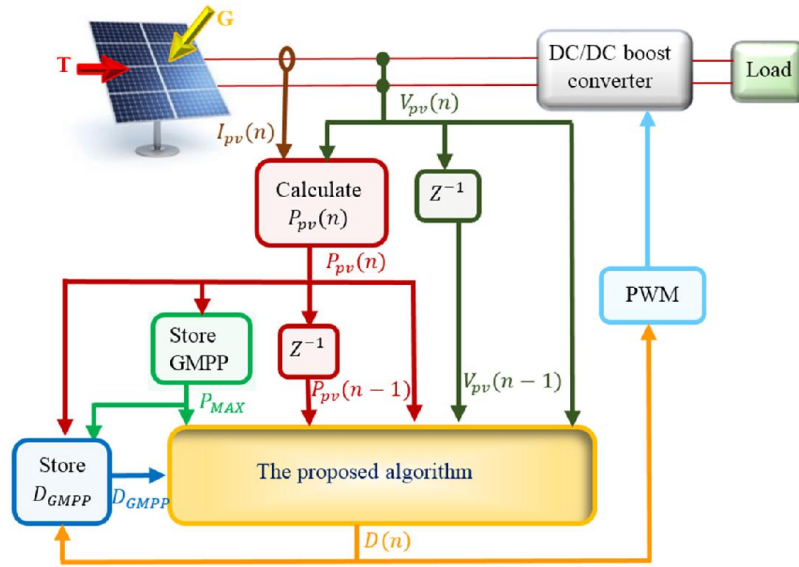 G
T
DC/DC boost
converter
Load
V_pv(n)
I_pv(n)
Calculate
P_pv(n)
Z^−1
P_pv(n)
PWM
Store
GMPP
Z^−1
P_pv(n − 1)
V_pv(n − 1)
P_MAX
Store
D_GMPP
D_GMPP
The proposed algorithm
D(n)